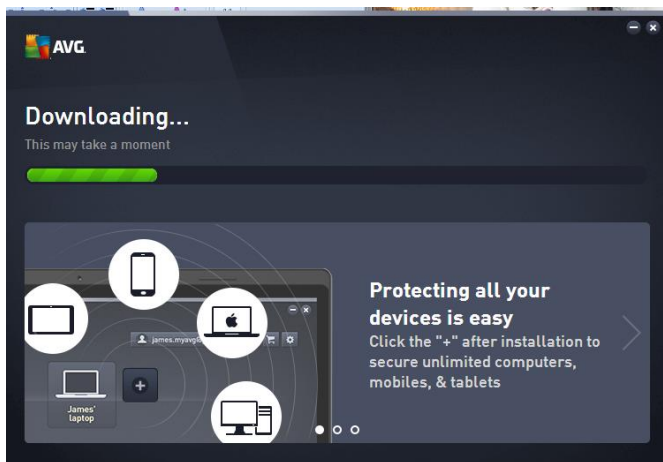 AVG
Downloading...
This may take a moment
Protecting all your
devices is easy
Click the "+" after installation to
secure unlimited computers,
mobiles, & tablets
James'
laptop